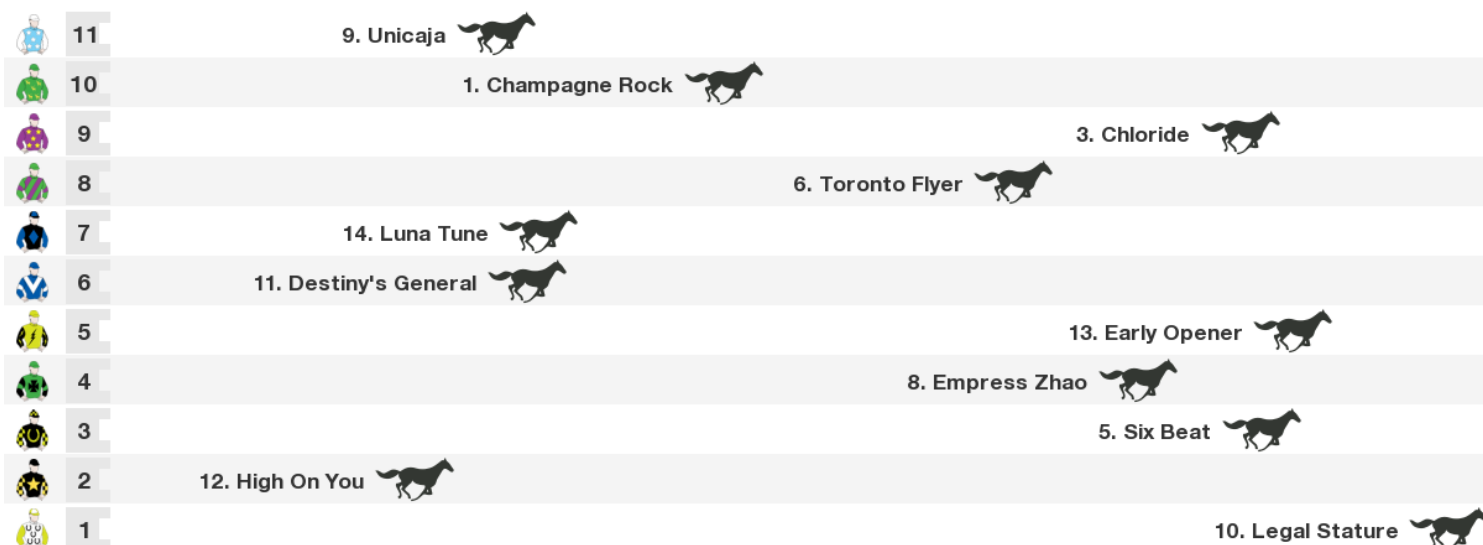 11 9. Unicaja
10 1. Champagne Rock
9 3. Chloride
8 6. Toronto Flyer
7 14. Luna Tune
6 11. Destiny's General
5 13. Early Opener
4 8. Empress Zhao
3 5. Six Beat
2 12. High On You
1 10. Legal Stature